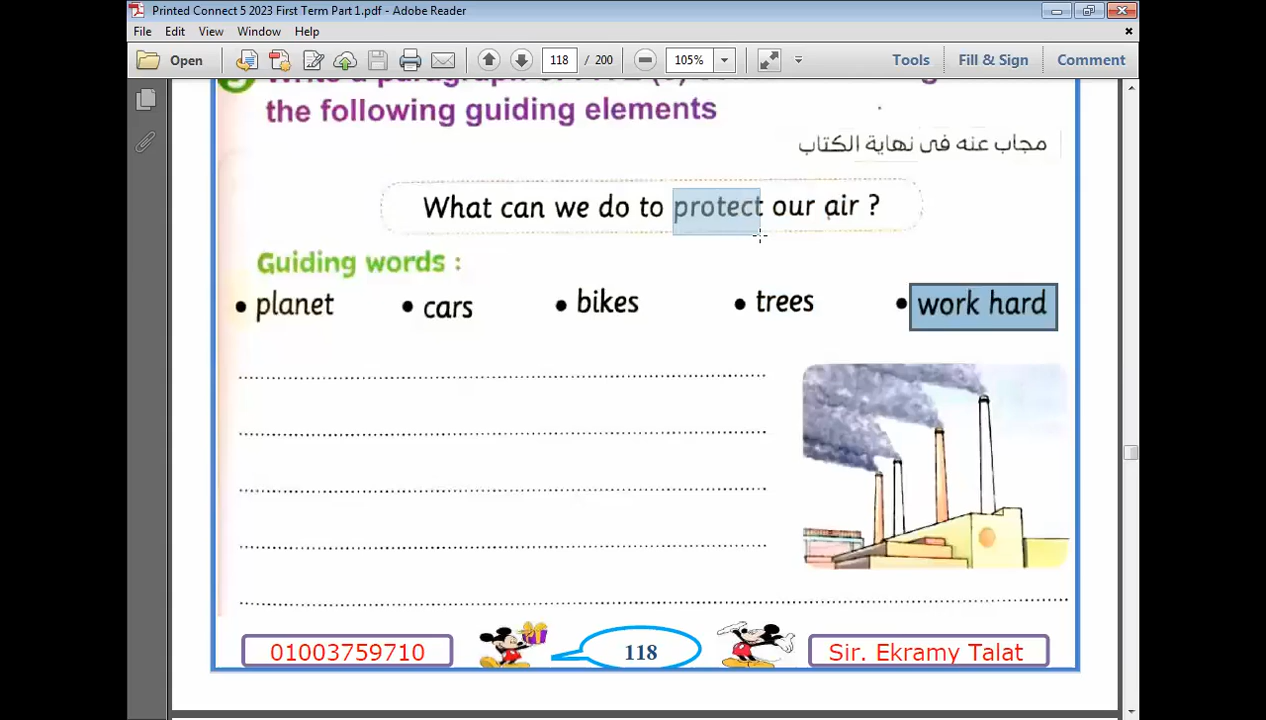 Printed Connect 5 2023 First Term Part 1.pdf - Adobe Reader
File Edit View Window Help
Open 118 / 200 105% Tools Fill & Sign Comment
the following guiding elements
مجاب عنه فى نهاية الكتاب
What can we do to protect our air ?
Guiding words :
• planet • cars • bikes • trees • work hard
01003759710 118 Sir. Ekramy Talat